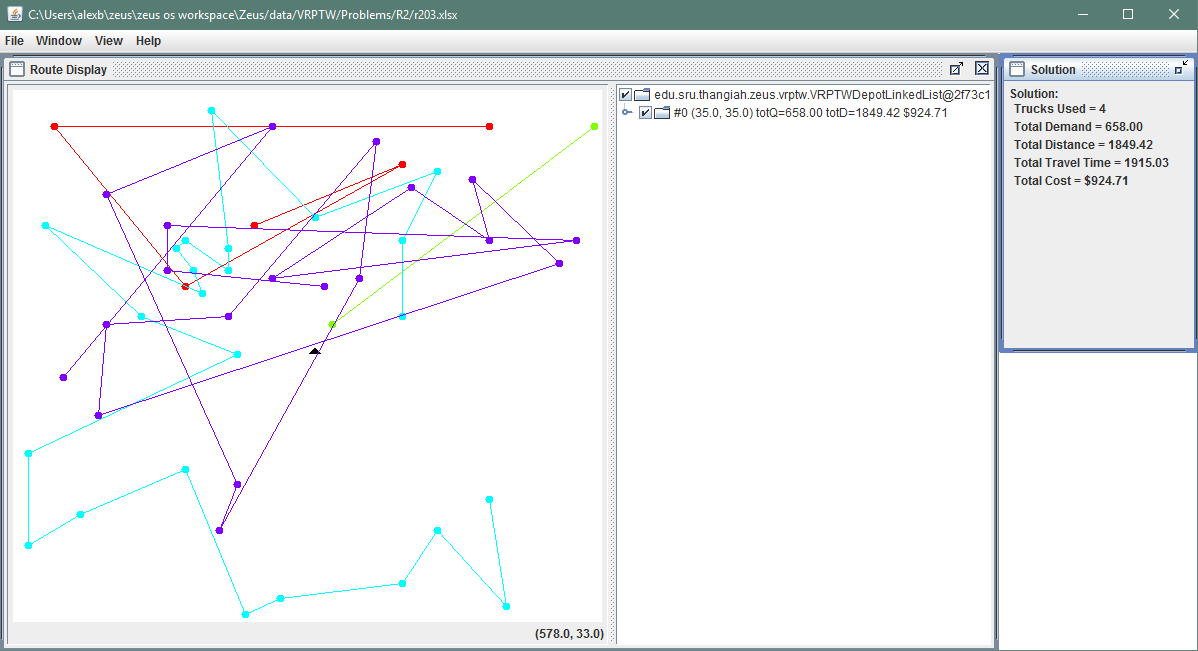 C:\Users\alexb\zeus\zeus os workspace\Zeus/data/VRPTW/Problems/R2/r203.xlsx
File Window View Help
Route Display
Solution
edu.sru.thangiah.zeus.vrptw.VRPTWDepotLinkedList@2f73c1
#0 (35.0, 35.0) totQ=658.00 totD=1849.42 $924.71
Solution:
Trucks Used = 4
Total Demand = 658.00
Total Distance = 1849.42
Total Travel Time = 1915.03
Total Cost = $924.71
(578.0, 33.0)